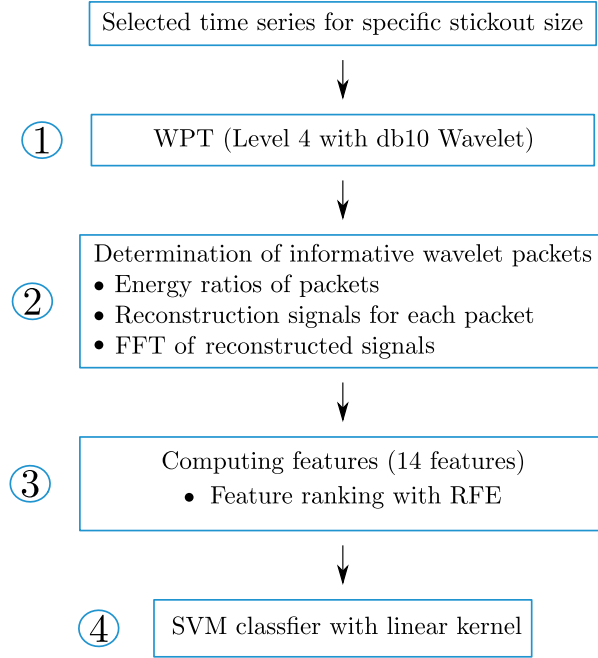 Selected time series for specific stickout size
1
WPT (Level 4 with db10 Wavelet)
2
Determination of informative wavelet packets
• Energy ratios of packets
• Reconstruction signals for each packet
• FFT of reconstructed signals
3
Computing features (14 features)
• Feature ranking with RFE
4
SVM classfier with linear kernel